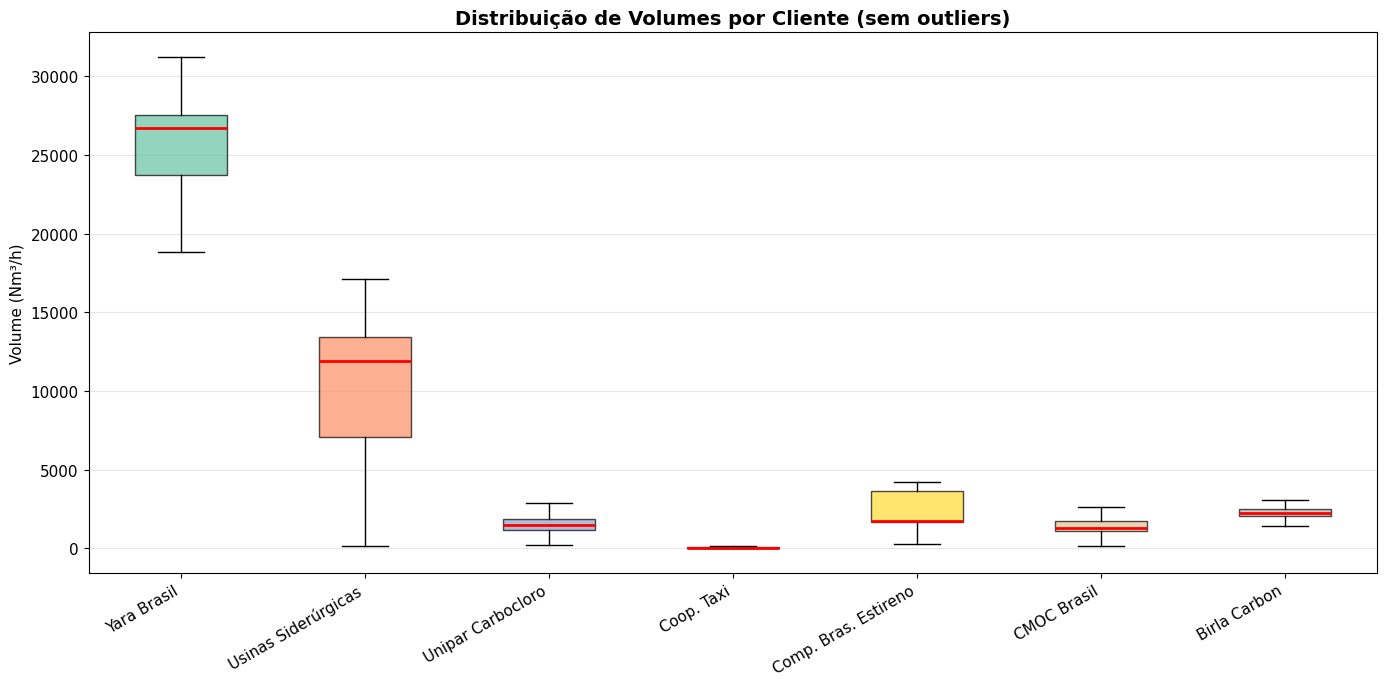 Distribuição de Volumes por Cliente (sem outliers)
Volume (Nm³/h)
30000
25000
20000
15000
10000
5000
0
Yara Brasil
Usinas Siderúrgicas
Unipar Carbocloro
Coop. Taxi
Comp. Bras. Estireno
CMOC Brasil
Birla Carbon